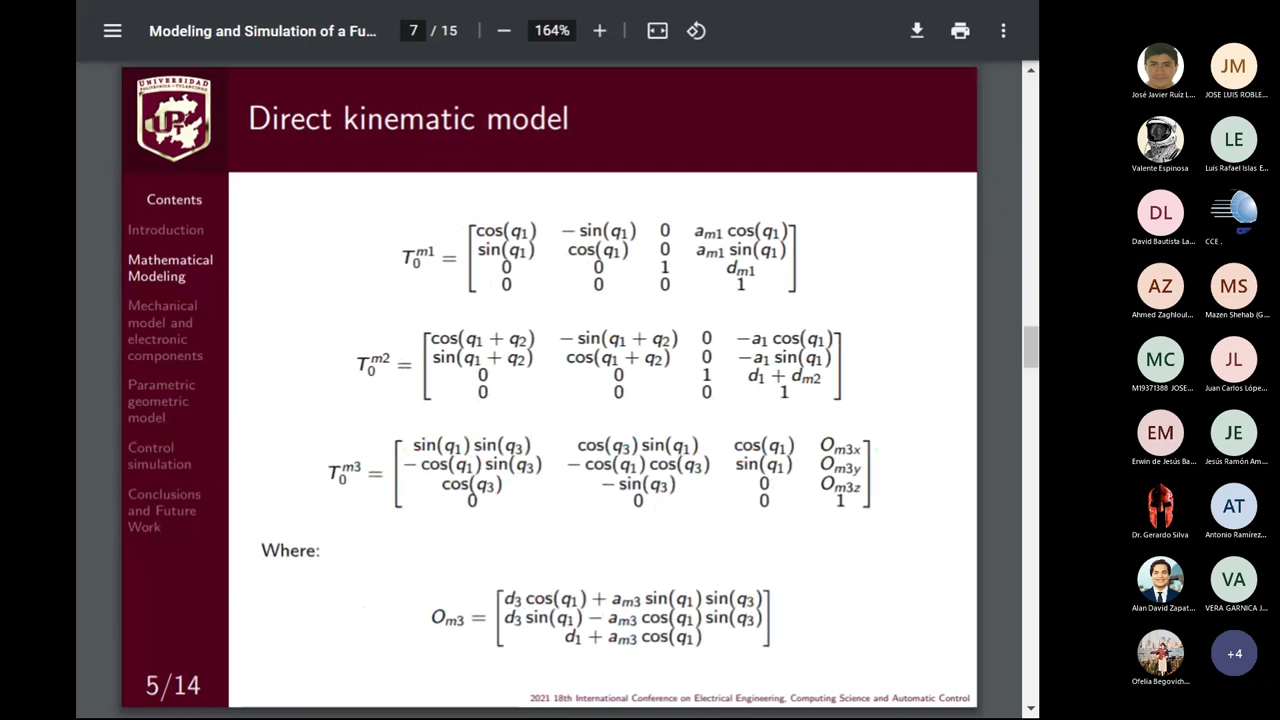 Modeling and Simulation of a Fu...
7 / 15
164%
UNIVERSIDAD
UPT
Direct kinematic model
Contents
Introduction
Mathematical
Modeling
Mechanical
model and
electronic
components
Parametric
geometric
model
Control
simulation
Conclusions
and Future
Work
5/14
T_0^{m1} = [cos(q_1) − sin(q_1) 0 a_{m1} cos(q_1)
sin(q_1) cos(q_1) 0 a_{m1} sin(q_1)
0 0 1 d_{m1}
0 0 0 1]
T_0^{m2} = [cos(q_1 + q_2) − sin(q_1 + q_2) 0 −a_1 cos(q_1)
sin(q_1 + q_2) cos(q_1 + q_2) 0 −a_1 sin(q_1)
0 0 1 d_1 + d_{m2}
0 0 0 1]
T_0^{m3} = [sin(q_1) sin(q_3) cos(q_3) sin(q_1) cos(q_1) O_{m3x}
− cos(q_1) sin(q_3) − cos(q_1) cos(q_3) sin(q_1) O_{m3y}
cos(q_3) − sin(q_3) 0 O_{m3z}
0 0 0 1]
Where:
O_{m3} = [d_3 cos(q_1) + a_{m3} sin(q_1) sin(q_3)
d_3 sin(q_1) − a_{m3} cos(q_1) sin(q_3)
d_1 + a_{m3} cos(q_1)]
2021 18th International Conference on Electrical Engineering, Computing Science and Automatic Control
José Javier Ruíz L...
JM
JOSE LUIS ROBLE...
Valente Espinosa
LE
Luis Rafael Islas E...
DL
David Bautista La...
CCE .
AZ
Ahmed Zaghloul...
MS
Mazen Shehab (G...
MC
M19371388 JOSE...
JL
Juan Carlos López...
EM
Erwin de Jesús Ba...
JE
Jesús Ramón Am...
Dr. Gerardo Silva
AT
Antonio Ramírez...
Alan David Zapat...
VA
VERA GARNICA J...
Ofelia Begovich...
+4